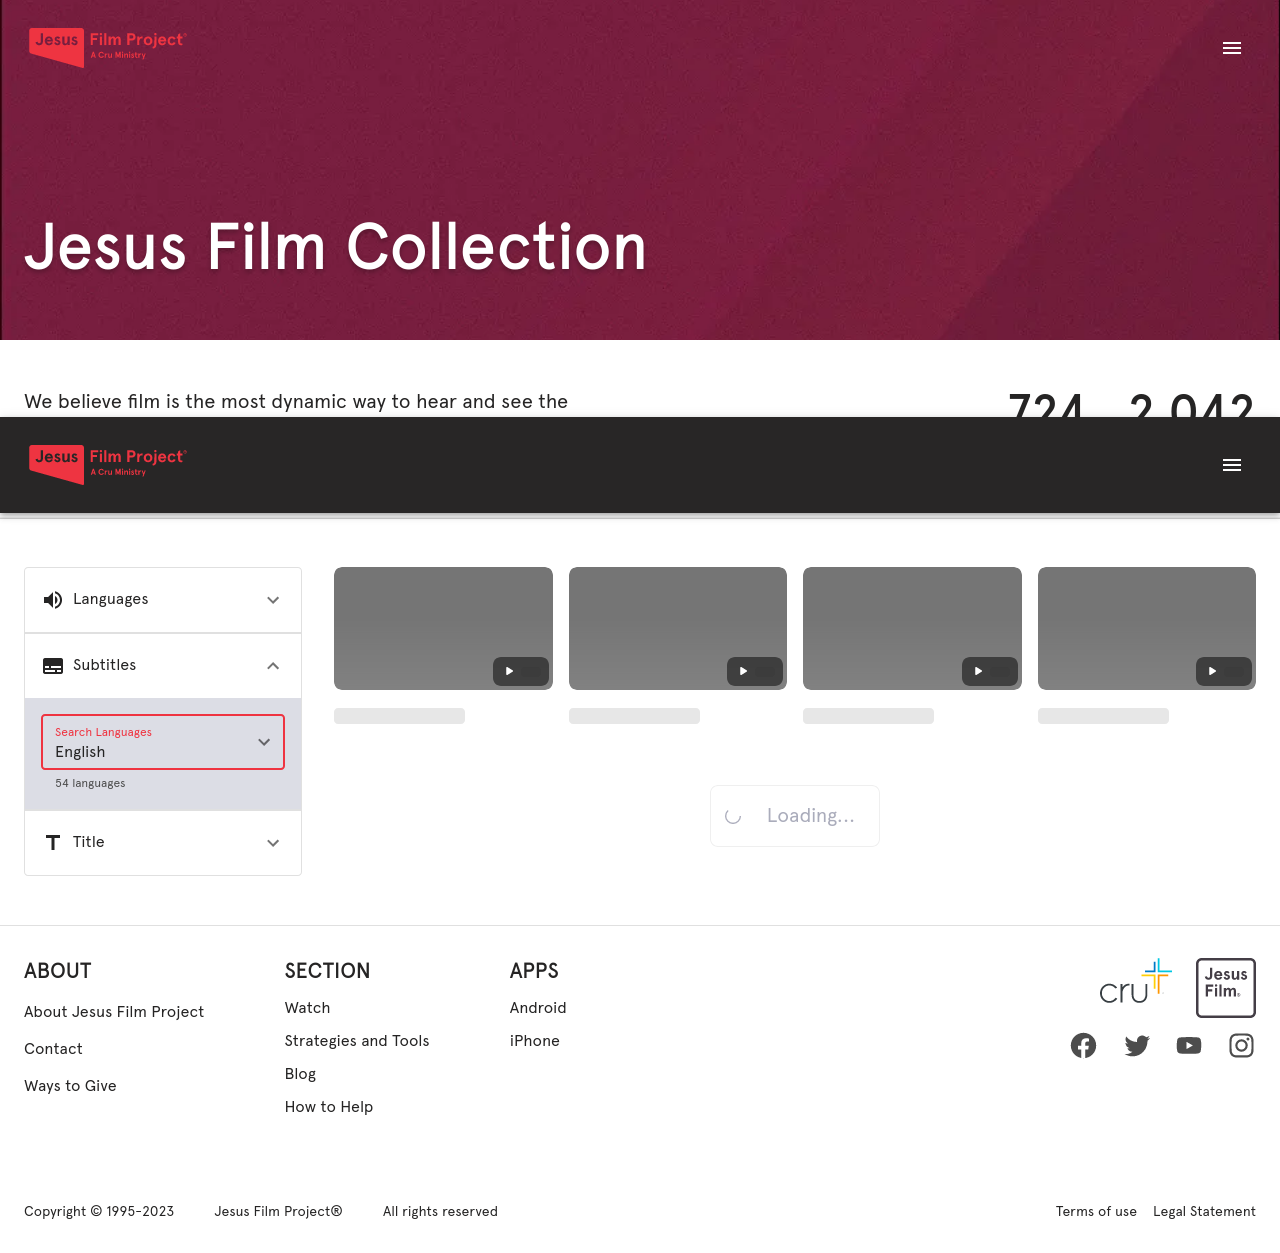 Jesus Film Project®
A Cru Ministry
Jesus Film Collection
We believe film is the most dynamic way to hear and see the
724 2,042
Jesus Film Project®
A Cru Ministry
Languages
Subtitles
Search Languages
English
54 languages
Title
Loading...
ABOUT
About Jesus Film Project
Contact
Ways to Give
SECTION
Watch
Strategies and Tools
Blog
How to Help
APPS
Android
iPhone
cru
Jesus
Film®
Copyright © 1995-2023
Jesus Film Project®
All rights reserved
Terms of use
Legal Statement